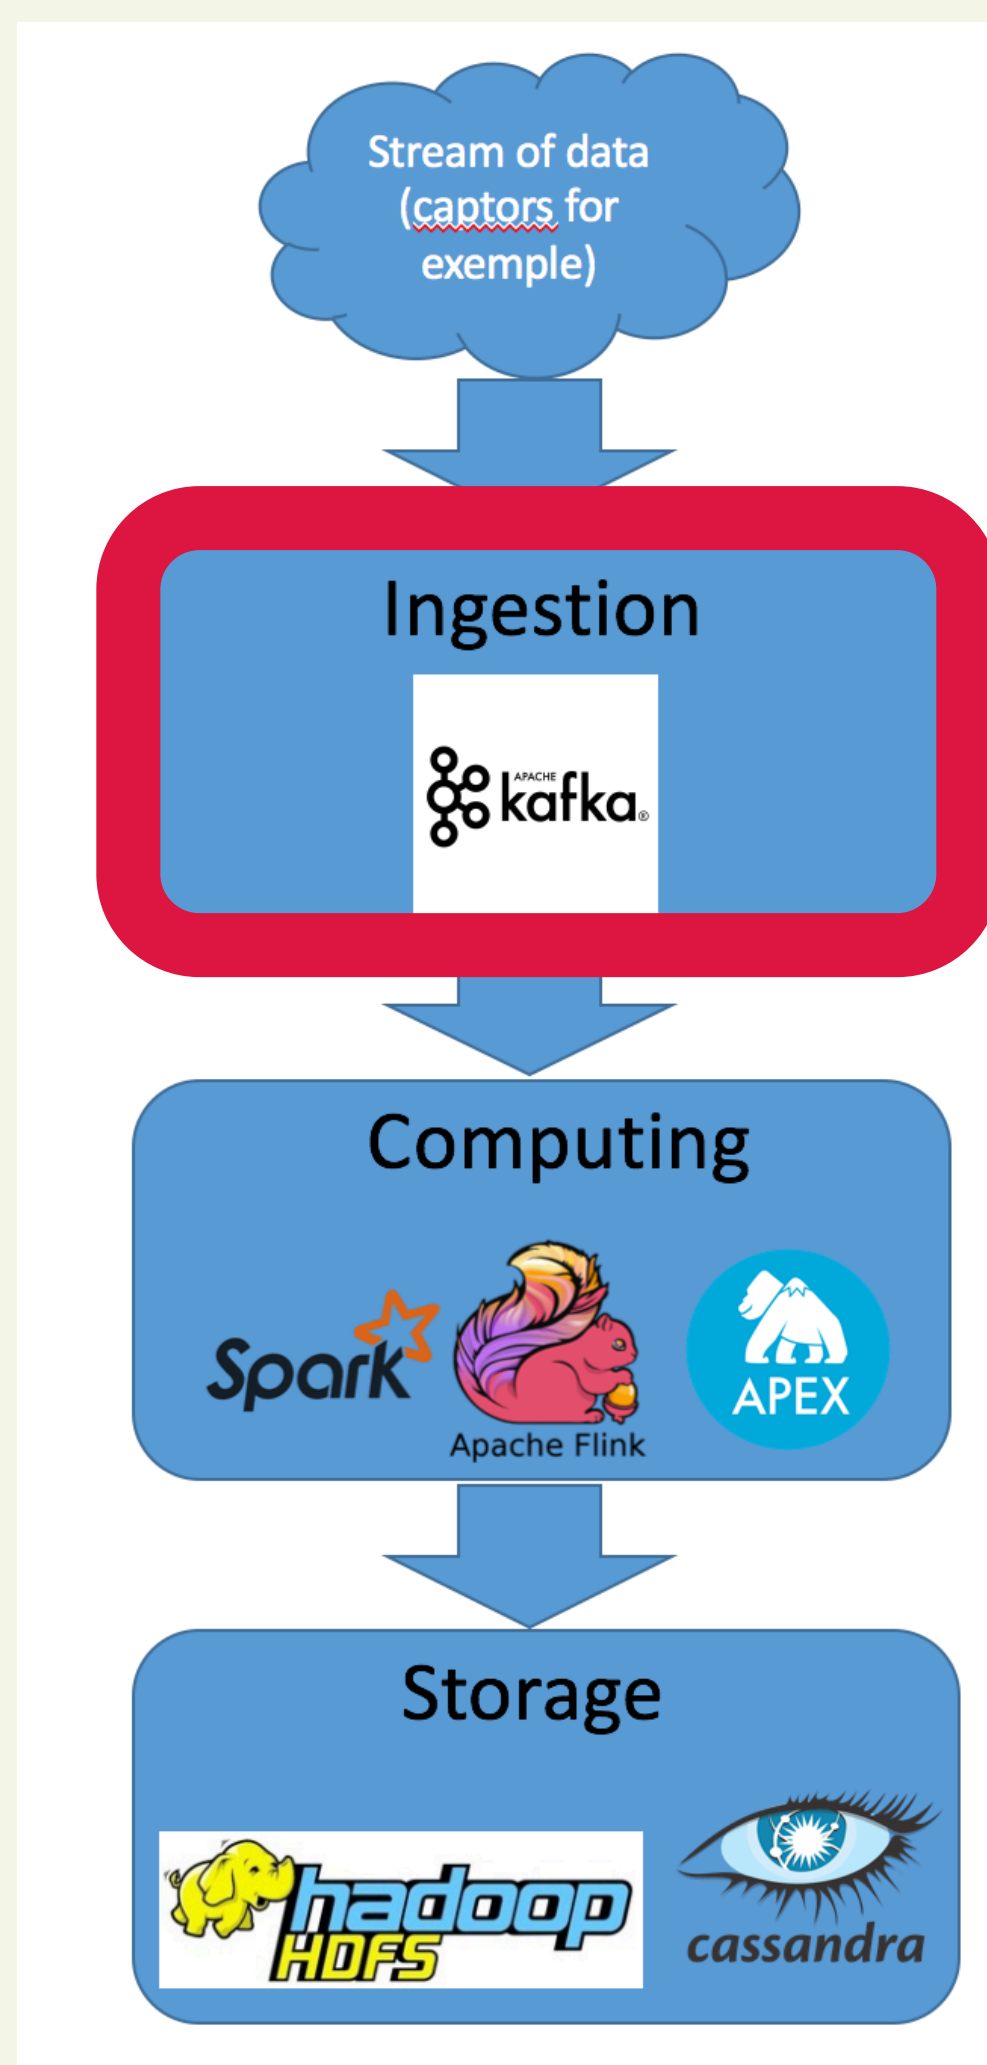 Stream of data
(captors for
exemple)
Ingestion
APACHE
kafka®
Computing
Spark
Apache Flink
APEX
Storage
hadoop
HDFS
cassandra